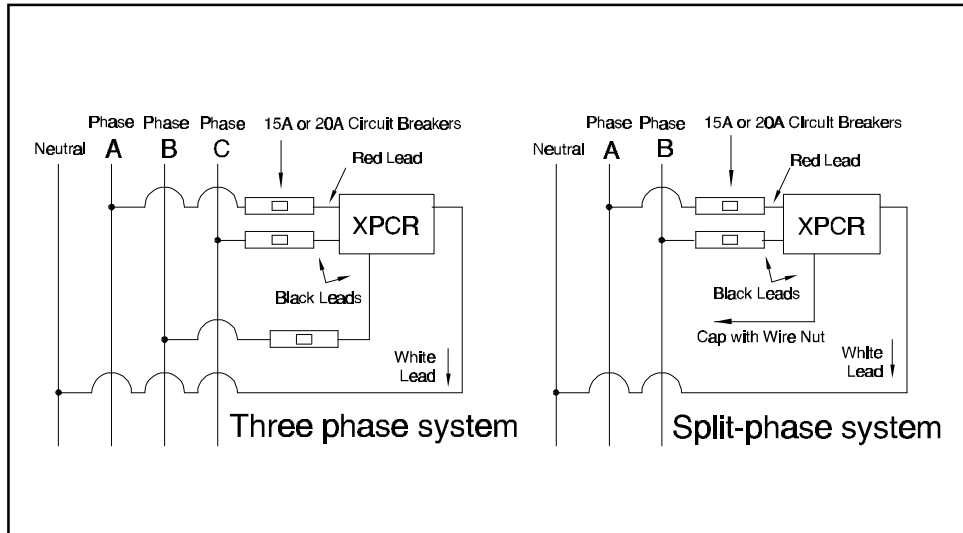 Phase Phase Phase 15A or 20A Circuit Breakers
Neutral A B C
Red Lead
XPCR
Black Leads
White
Lead
Three phase system
Phase Phase 15A or 20A Circuit Breakers
Neutral A B
Red Lead
XPCR
Black Leads
Cap with Wire Nut
White
Lead
Split-phase system